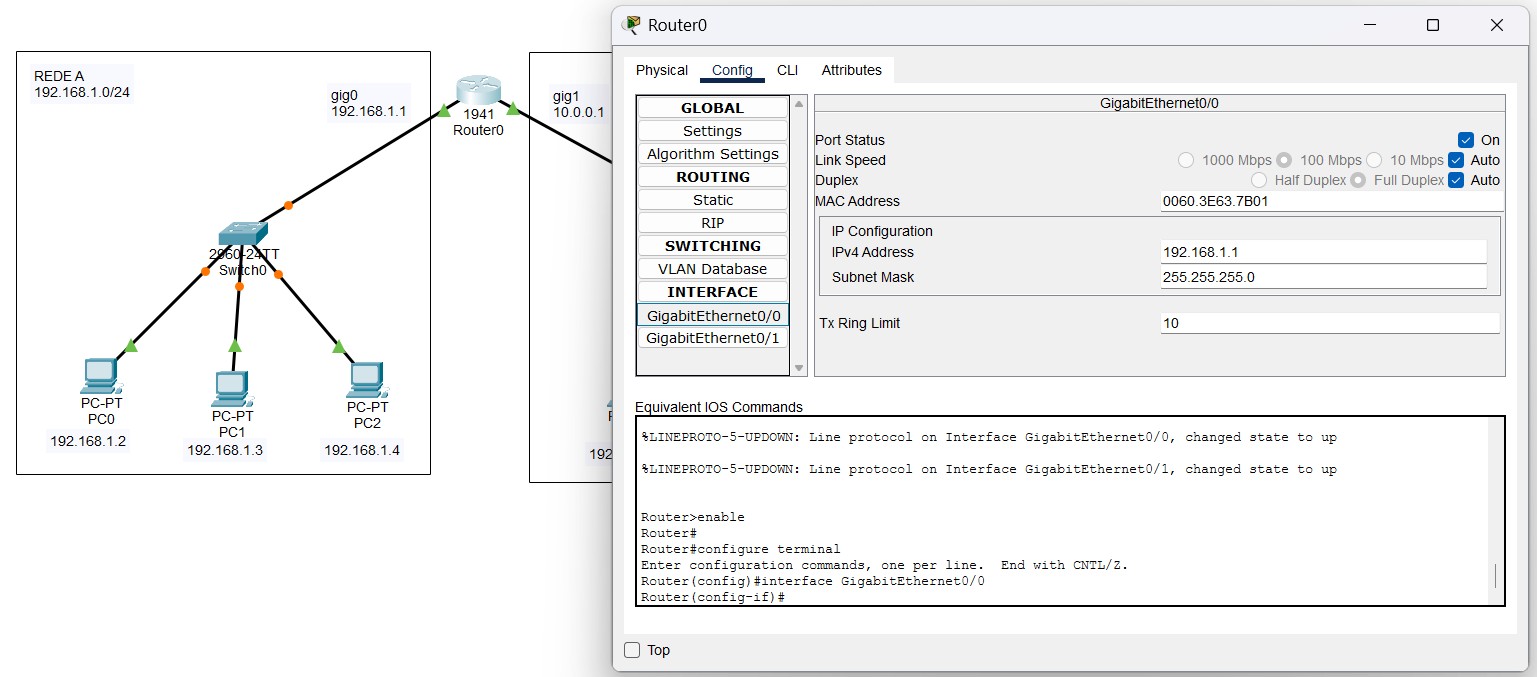 REDE A
192.168.1.0/24
gig0
192.168.1.1
1941
Router0
gig1
10.0.0.1
2960-24TT
Switch0
PC-PT
PC0
192.168.1.2
PC-PT
PC1
192.168.1.3
PC-PT
PC2
192.168.1.4
192
Router0
Physical Config CLI Attributes
GLOBAL
Settings
Algorithm Settings
ROUTING
Static
RIP
SWITCHING
VLAN Database
INTERFACE
GigabitEthernet0/0
GigabitEthernet0/1
GigabitEthernet0/0
Port Status On
Link Speed 1000 Mbps 100 Mbps 10 Mbps Auto
Duplex Half Duplex Full Duplex Auto
MAC Address 0060.3E63.7B01
IP Configuration
IPv4 Address 192.168.1.1
Subnet Mask 255.255.255.0
Tx Ring Limit 10
Equivalent IOS Commands
%LINEPROTO-5-UPDOWN: Line protocol on Interface GigabitEthernet0/0, changed state to up
%LINEPROTO-5-UPDOWN: Line protocol on Interface GigabitEthernet0/1, changed state to up
Router>enable
Router#
Router#configure terminal
Enter configuration commands, one per line. End with CNTL/Z.
Router(config)#interface GigabitEthernet0/0
Router(config-if)#
Top